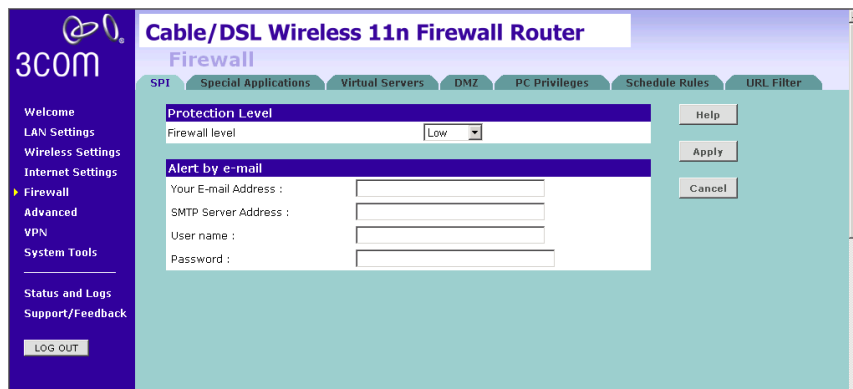 3COM
Cable/DSL Wireless 11n Firewall Router
Firewall
SPI Special Applications Virtual Servers DMZ PC Privileges Schedule Rules URL Filter
Welcome
LAN Settings
Wireless Settings
Internet Settings
Firewall
Advanced
VPN
System Tools
Status and Logs
Support/Feedback
LOG OUT
Protection Level
Firewall level Low
Alert by e-mail
Your E-mail Address :
SMTP Server Address :
User name :
Password :
Help
Apply
Cancel